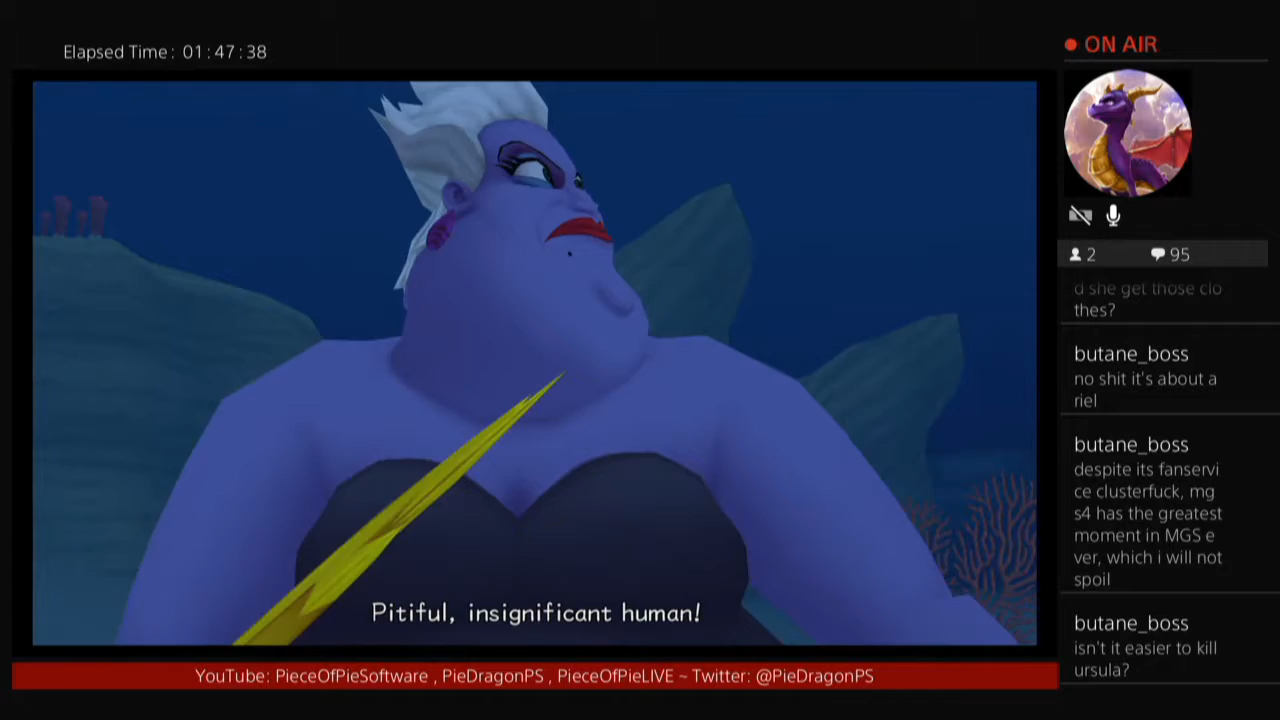 Elapsed Time: 01:47:38
ON AIR
2 95
d she get those clo
thes?
butane_boss
no shit it's about a
riel
butane_boss
despite its fanservi
ce clusterfuck, mg
s4 has the greatest
moment in MGS e
ver, which i will not
spoil
butane_boss
isn't it easier to kill
ursula?
Pitiful, insignificant human!
YouTube: PieceOfPieSoftware , PieDragonPS , PieceOfPieLIVE ~ Twitter: @PieDragonPS